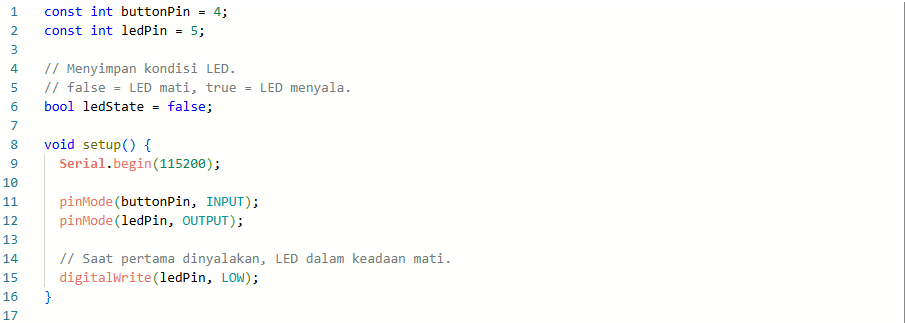 1 const int buttonPin = 4;
2 const int ledPin = 5;
3
4 // Menyimpan kondisi LED.
5 // false = LED mati, true = LED menyala.
6 bool ledState = false;
7
8 void setup() {
9   Serial.begin(115200);
10
11   pinMode(buttonPin, INPUT);
12   pinMode(ledPin, OUTPUT);
13
14   // Saat pertama dinyalakan, LED dalam keadaan mati.
15   digitalWrite(ledPin, LOW);
16 }
17